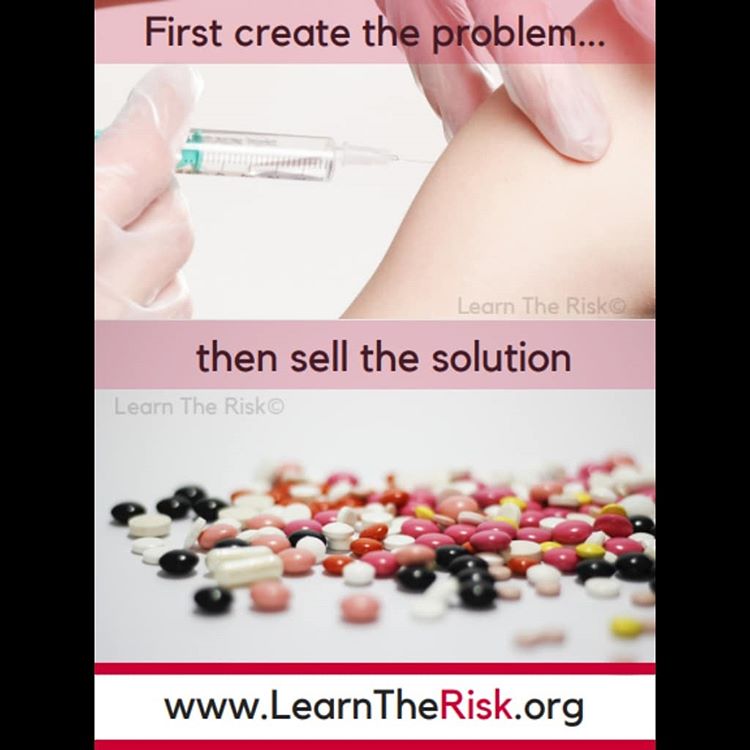 First create the problem...
Learn The Risk©
then sell the solution
Learn The Risk©
www.LearnTheRisk.org